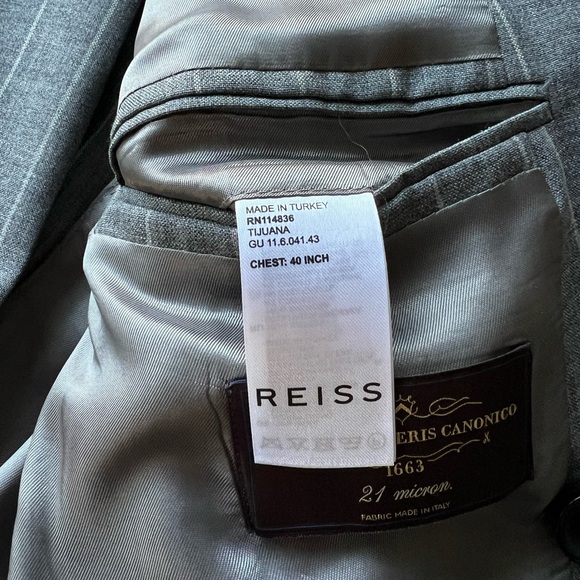 MADE IN TURKEY
RN114836
TIJUANA
GU 11.6.041.43
CHEST: 40 INCH
REISS
ERIS CANONICO
1663
21 micron.
FABRIC MADE IN ITALY